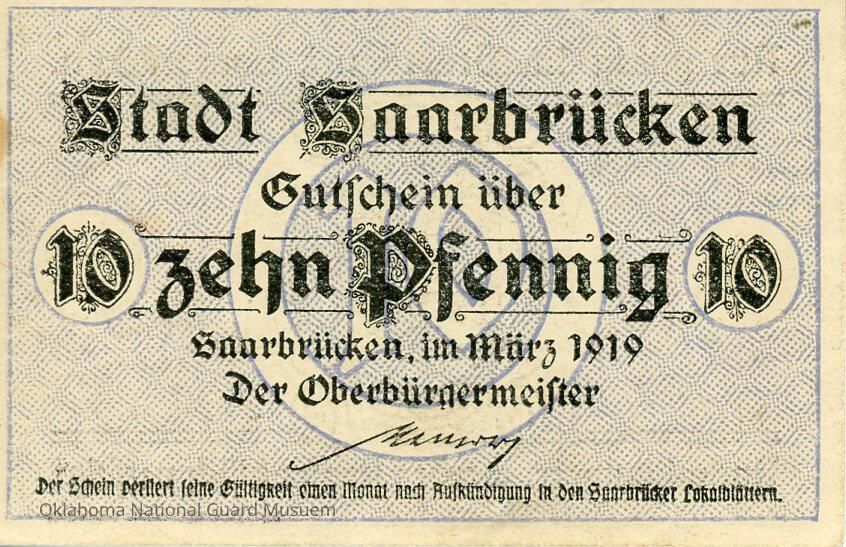 Stadt Saarbrücken
Gutschein über
10 zehn Pfennig 10
Saarbrücken, im März 1919
Der Oberbürgermeister
Der Schein verliert seine Gültigkeit einen Monat nach Aufkündigung in den Saarbrücker Lokalblättern.
Oklahoma National Guard Musuem